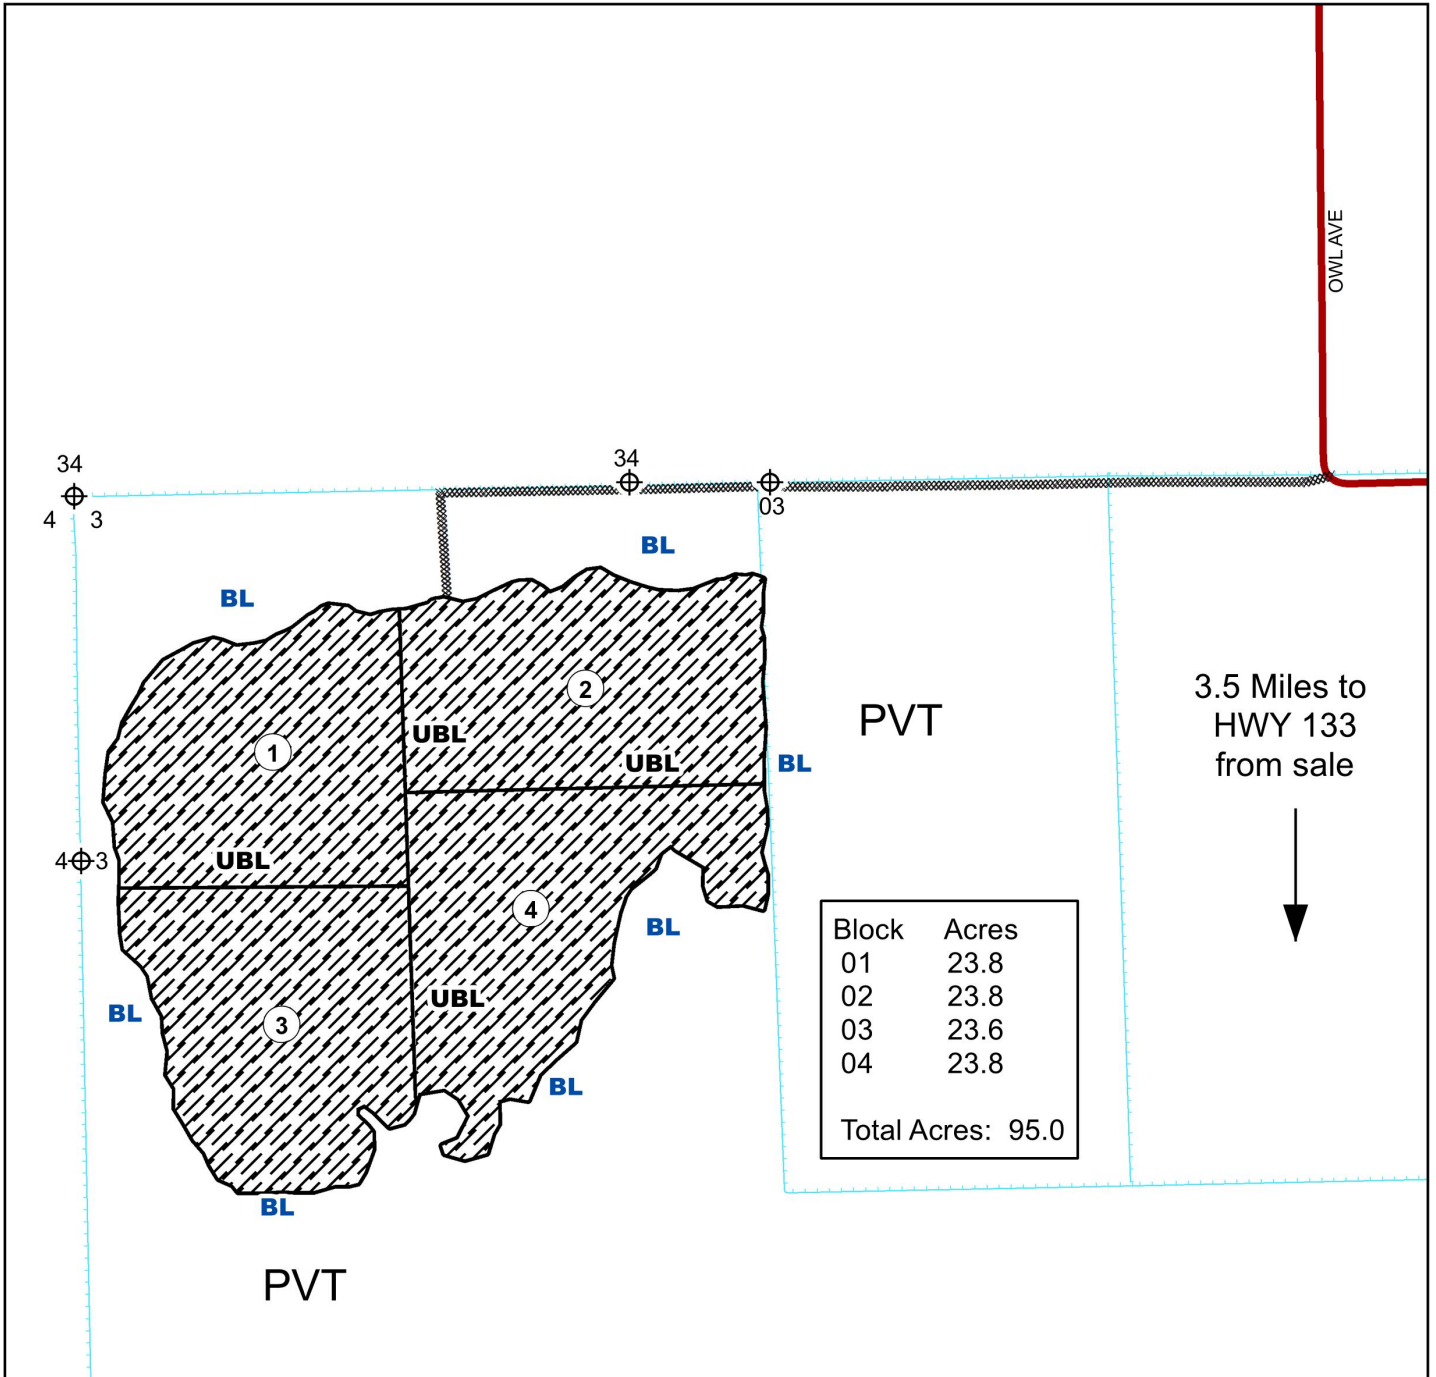 OWL AVE
34
34
4 3
03
BL
BL
2
3.5 Miles to
HWY 133
from sale
PVT
UBL
1
UBL
BL
4 3
UBL
4
BL
Block Acres
01 23.8
02 23.8
03 23.6
04 23.8
Total Acres: 95.0
UBL
BL
3
BL
BL
PVT